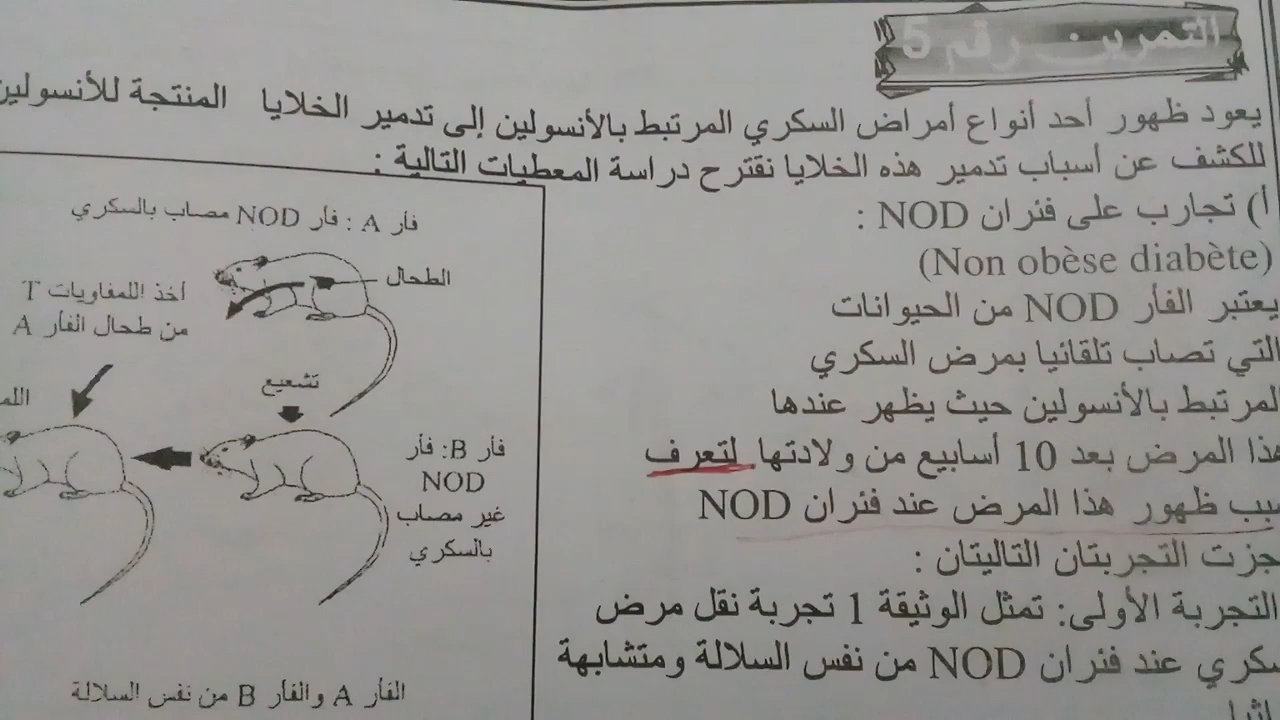 التمرين رقم 5
يعود ظهور أحد أنواع أمراض السكري المرتبط بالأنسولين إلى تدمير الخلايا المنتجة للأنسولين
للكشف عن أسباب تدمير هذه الخلايا نقترح دراسة المعطيات التالية :
أ) تجارب على فئران NOD :
(Non obèse diabète)
يعتبر الفأر NOD من الحيوانات
التي تصاب تلقائيا بمرض السكري
المرتبط بالأنسولين حيث يظهر عندها
هذا المرض بعد 10 أسابيع من ولادتها لتعرف
سبب ظهور هذا المرض عند فئران NOD
جزت التجربتان التاليتان :
التجربة الأولى: تمثل الوثيقة 1 تجربة نقل مرض
سكري عند فئران NOD من نفس السلالة ومتشابهة
فأر A : فأر NOD مصاب بالسكري
الطحال
أخذ اللمفاويات T
من طحال الفأر A
تشعيع
اللم
فأر B: فأر
NOD
غير مصاب
بالسكري
الفأر A والفأر B من نفس السلالة